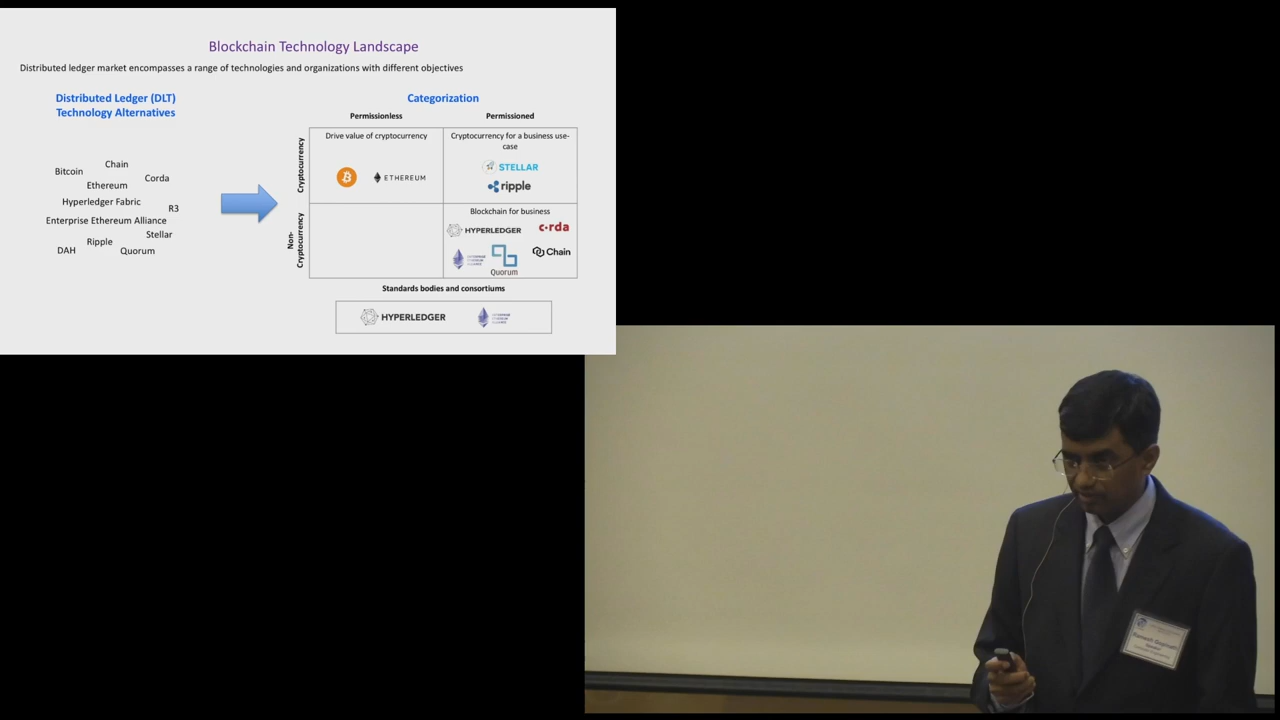 Blockchain Technology Landscape
Distributed ledger market encompasses a range of technologies and organizations with different objectives
Distributed Ledger (DLT)
Technology Alternatives
Chain
Bitcoin
Corda
Ethereum
Hyperledger Fabric
R3
Enterprise Ethereum Alliance
Stellar
Ripple
DAH
Quorum
Categorization
Permissionless
Permissioned
Cryptocurrency
Drive value of cryptocurrency
ETHEREUM
Cryptocurrency for a business use-
case
STELLAR
ripple
Non-
Cryptocurrency
Blockchain for business
HYPERLEDGER
c·rda
Chain
Quorum
Standards bodies and consortiums
HYPERLEDGER